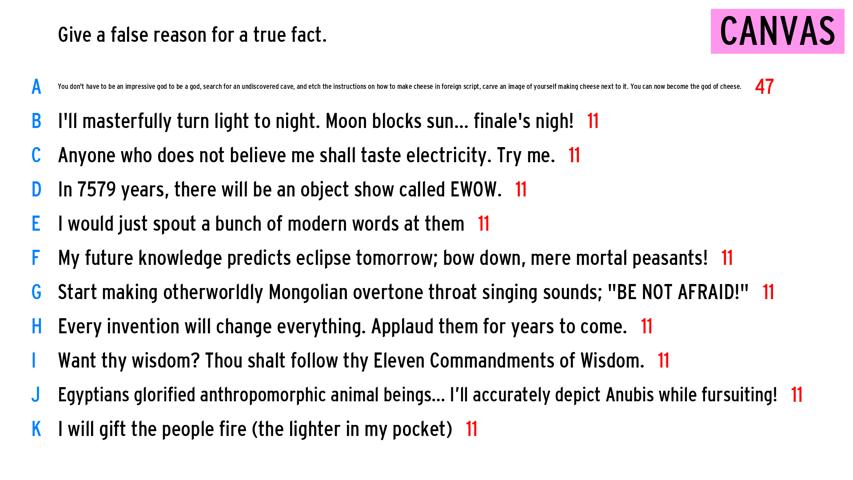 Give a false reason for a true fact.
CANVAS
A You don't have to be an impressive god to be a god, search for an undiscovered cave, and etch the instructions on how to make cheese in foreign script, carve an image of yourself making cheese next to it. You can now become the god of cheese. 47
B I'll masterfully turn light to night. Moon blocks sun... finale's nigh! 11
C Anyone who does not believe me shall taste electricity. Try me. 11
D In 7579 years, there will be an object show called EWOW. 11
E I would just spout a bunch of modern words at them 11
F My future knowledge predicts eclipse tomorrow; bow down, mere mortal peasants! 11
G Start making otherworldly Mongolian overtone throat singing sounds; "BE NOT AFRAID!" 11
H Every invention will change everything. Applaud them for years to come. 11
I Want thy wisdom? Thou shalt follow thy Eleven Commandments of Wisdom. 11
J Egyptians glorified anthropomorphic animal beings... I’ll accurately depict Anubis while fursuiting! 11
K I will gift the people fire (the lighter in my pocket) 11